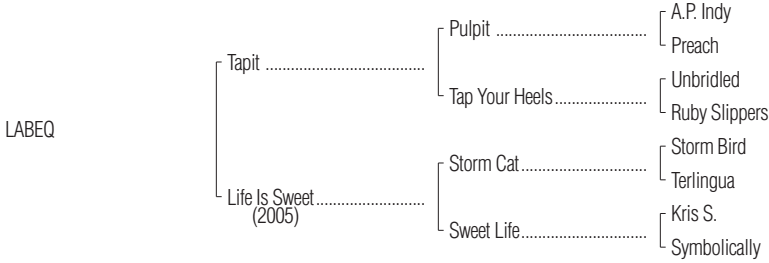 A.P. Indy
Pulpit ....................................
Preach
Tapit ......................................
Unbridled
Tap Your Heels......................
Ruby Slippers
LABEQ
Storm Bird
Storm Cat..............................
Terlingua
Life Is Sweet..........................
(2005)
Kris S.
Sweet Life..............................
Symbolically